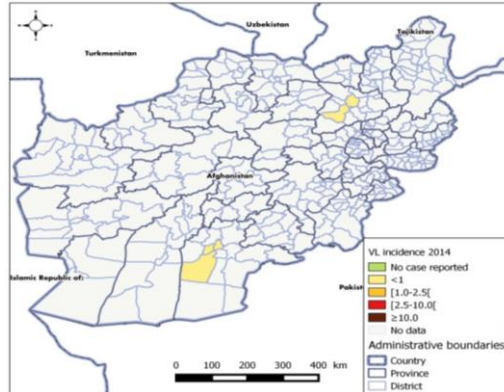 Uzbekistan
Tajikistan
Turkmenistan
Afghanistan
Islamic Republic of:
Pakist
VL incidence 2014
No case reported
<1
[1.0-2.5[
[2.5-10.0[
≥10.0
No data
Administrative boundaries
Country
Province
District
0 100 200 300 400 km